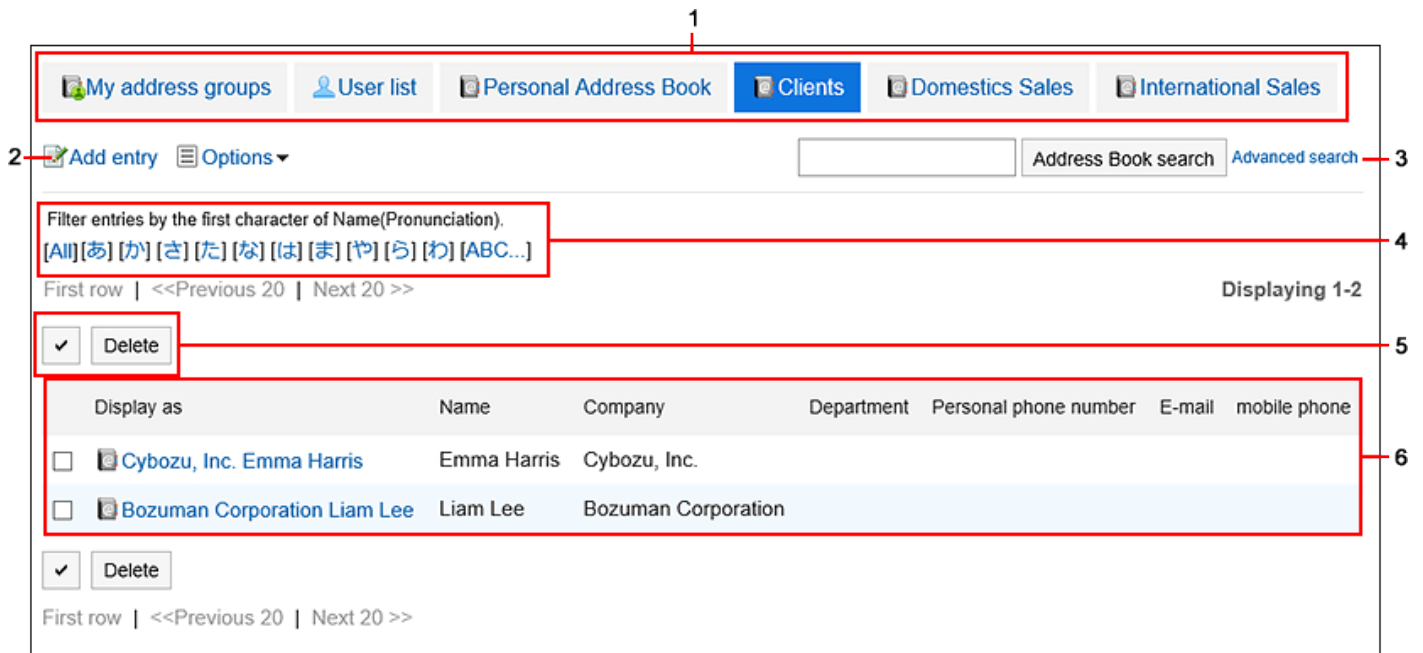 1
My address groups User list Personal Address Book Clients Domestics Sales International Sales
2 Add entry Options Address Book search Advanced search 3
Filter entries by the first character of Name(Pronunciation).
[All][あ] [か] [さ] [た] [な] [は] [ま] [や] [ら] [わ] [ABC...] 4
First row | <<Previous 20 | Next 20 >> Displaying 1-2
Delete 5
Display as Name Company Department Personal phone number E-mail mobile phone
Cybozu, Inc. Emma Harris Emma Harris Cybozu, Inc. 6
Bozuman Corporation Liam Lee Liam Lee Bozuman Corporation
Delete
First row | <<Previous 20 | Next 20 >>